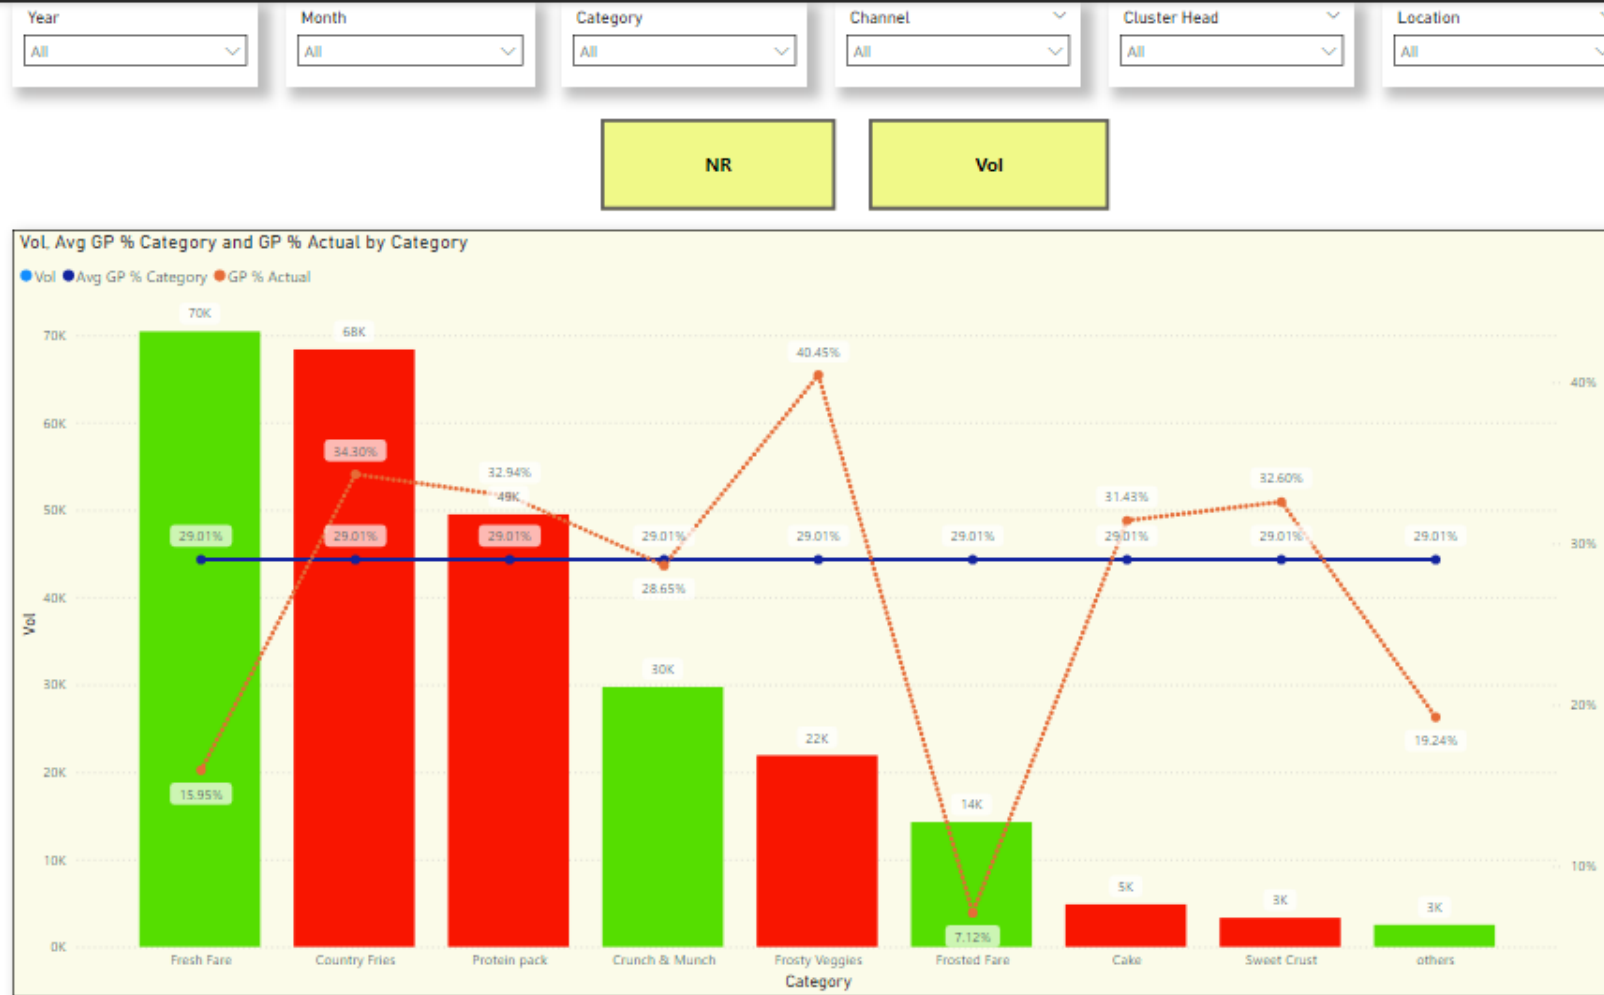 Year Month Category Channel Cluster Head Location
All All All All All All
NR Vol
Vol, Avg GP % Category and GP % Actual by Category
Vol Avg GP % Category GP % Actual
70K
68K
70K
40.45%
40%
60K
34.30%
32.94%
32.60%
49K
31.43%
50K
29.01% 29.01% 29.01% 29.01% 29.01% 29.01% 29.01% 29.01% 29.01%
30%
28.65%
40K
Vol
30K
30K
20%
22K
19.24%
20K
15.95%
14K
10K
10%
5K
3K
3K
7.12%
0K
Fresh Fare Country Fries Protein pack Crunch & Munch Frosty Veggies Frosted Fare Cake Sweet Crust others
Category